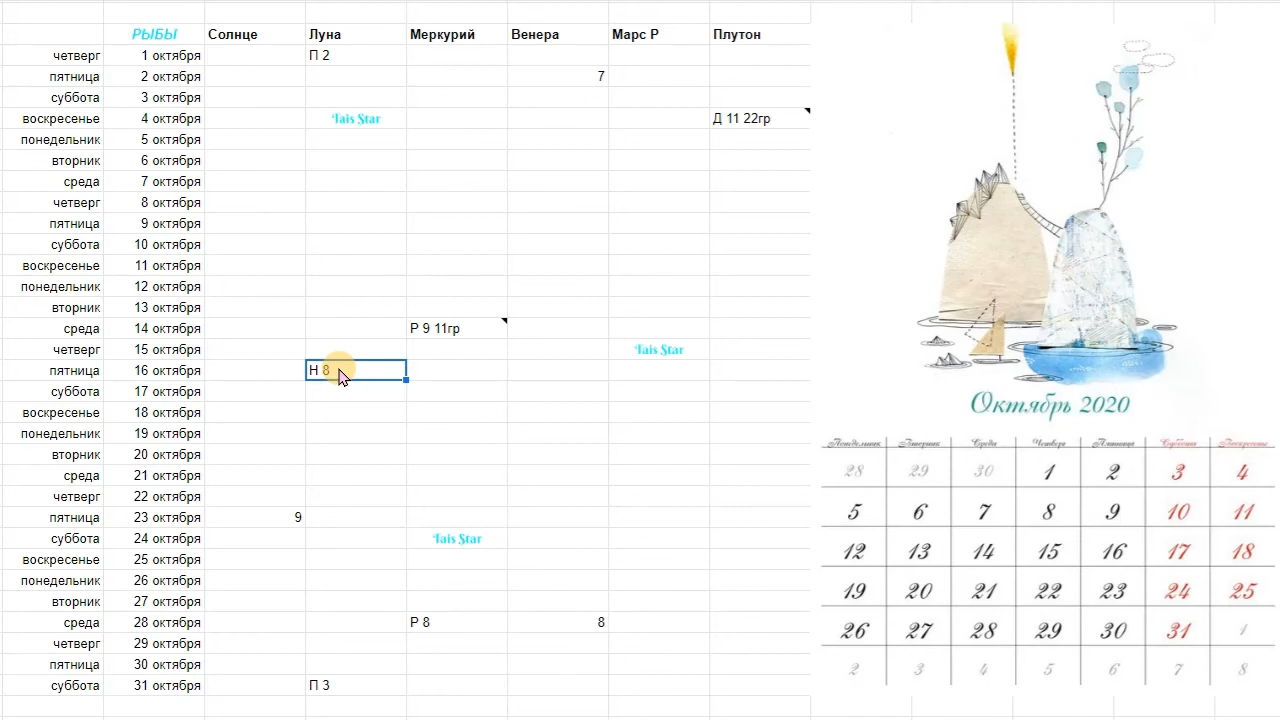 РЫБЫ Солнце Луна Меркурий Венера Марс Р Плутон
четверг 1 октября П 2
пятница 2 октября 7
суббота 3 октября
воскресенье 4 октября Tais Star Д 11 22гр
понедельник 5 октября
вторник 6 октября
среда 7 октября
четверг 8 октября
пятница 9 октября
суббота 10 октября
воскресенье 11 октября
понедельник 12 октября
вторник 13 октября
среда 14 октября Р 9 11гр
четверг 15 октября Tais Star
пятница 16 октября Н 8
суббота 17 октября
воскресенье 18 октября
понедельник 19 октября
вторник 20 октября
среда 21 октября
четверг 22 октября
пятница 23 октября 9
суббота 24 октября Tais Star
воскресенье 25 октября
понедельник 26 октября
вторник 27 октября
среда 28 октября Р 8 8
четверг 29 октября
пятница 30 октября
суббота 31 октября П 3
Октябрь 2020
Понедельник Вторник Среда Четверг Пятница Суббота Воскресенье
28 29 30 1 2 3 4
5 6 7 8 9 10 11
12 13 14 15 16 17 18
19 20 21 22 23 24 25
26 27 28 29 30 31 1
2 3 4 5 6 7 8